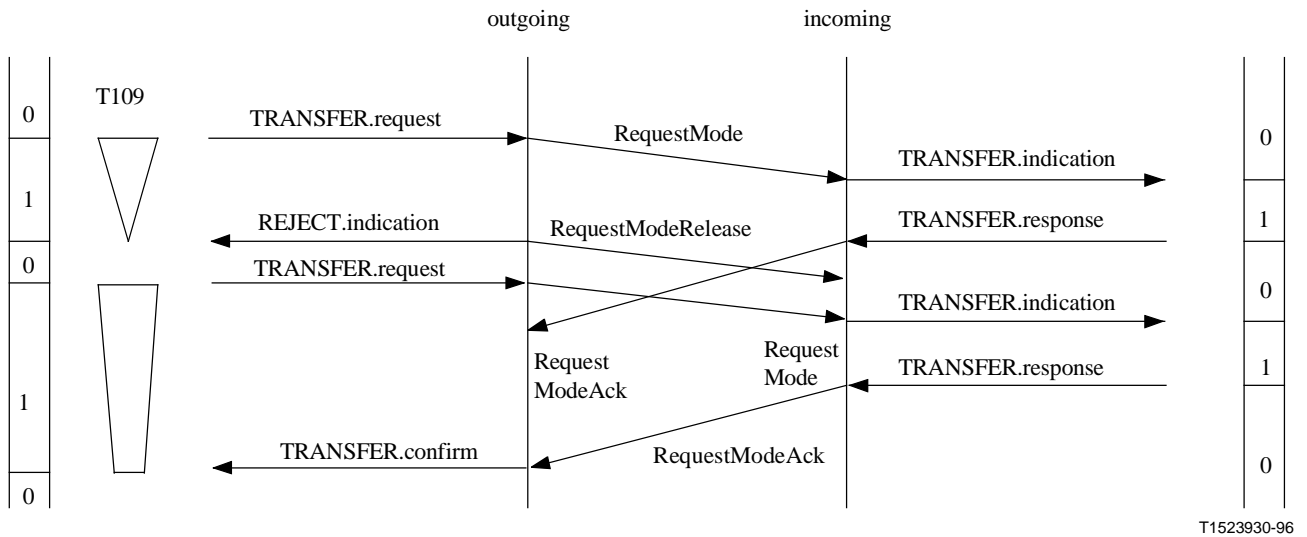 outgoing
incoming
T109
0
TRANSFER.request
RequestMode
0
TRANSFER.indication
1
REJECT.indication
RequestModeRelease
TRANSFER.response
1
0
TRANSFER.request
TRANSFER.indication
0
Request
ModeAck
Request
Mode
TRANSFER.response
1
1
TRANSFER.confirm
RequestModeAck
0
0
T1523930-96